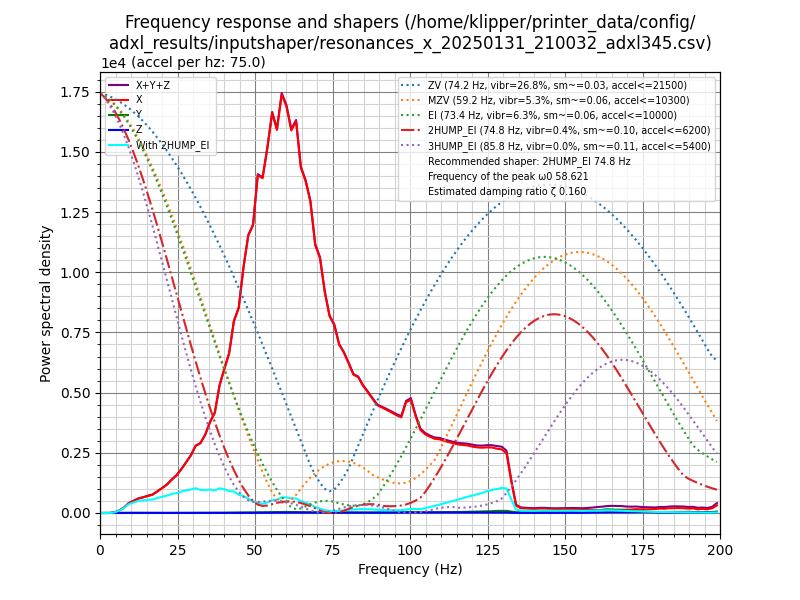 Frequency response and shapers (/home/klipper/printer_data/config/
adxl_results/inputshaper/resonances_x_20250131_210032_adxl345.csv)
1e4 (accel per hz: 75.0)
X+Y+Z
X
Y
Z
With 2HUMP_EI
ZV (74.2 Hz, vibr=26.8%, sm~=0.03, accel<=21500)
MZV (59.2 Hz, vibr=5.3%, sm~=0.06, accel<=10300)
EI (73.4 Hz, vibr=6.3%, sm~=0.06, accel<=10000)
2HUMP_EI (74.8 Hz, vibr=0.4%, sm~=0.10, accel<=6200)
3HUMP_EI (85.8 Hz, vibr=0.0%, sm~=0.11, accel<=5400)
Recommended shaper: 2HUMP_EI 74.8 Hz
Frequency of the peak ω0 58.621
Estimated damping ratio ζ 0.160
Power spectral density
1.75
1.50
1.25
1.00
0.75
0.50
0.25
0.00
0 25 50 75 100 125 150 175 200
Frequency (Hz)